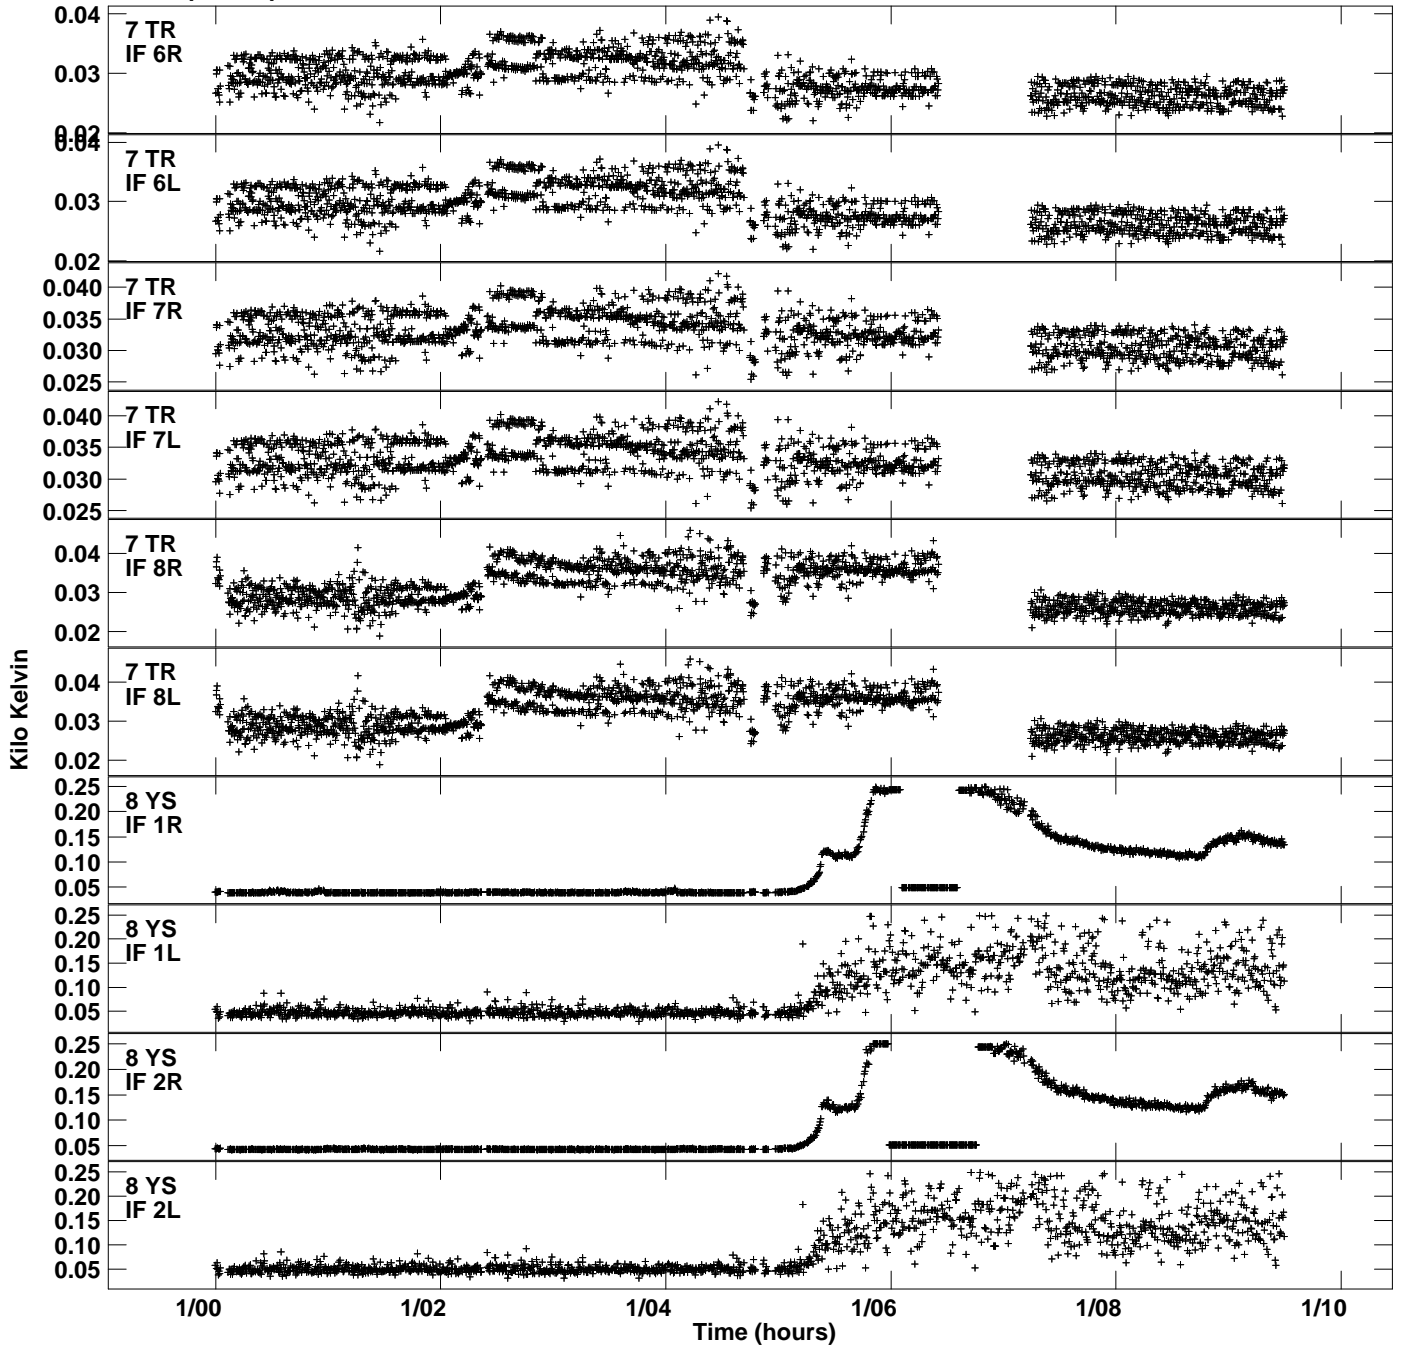 0.04
7 TR
IF 6R
0.03
0.02
0.04
7 TR
IF 6L
0.03
0.02
0.040
7 TR
IF 7R
0.035
0.030
0.025
0.040
7 TR
IF 7L
0.035
0.030
0.025
7 TR
IF 8R
0.04
0.03
0.02
7 TR
IF 8L
0.04
0.03
0.02
Kilo Kelvin
0.25
8 YS
IF 1R
0.20
0.15
0.10
0.05
0.25
8 YS
IF 1L
0.20
0.15
0.10
0.05
0.25
8 YS
IF 2R
0.20
0.15
0.10
0.05
0.25
8 YS
IF 2L
0.20
0.15
0.10
0.05
1/00 1/02 1/04 1/06 1/08 1/10
Time (hours)